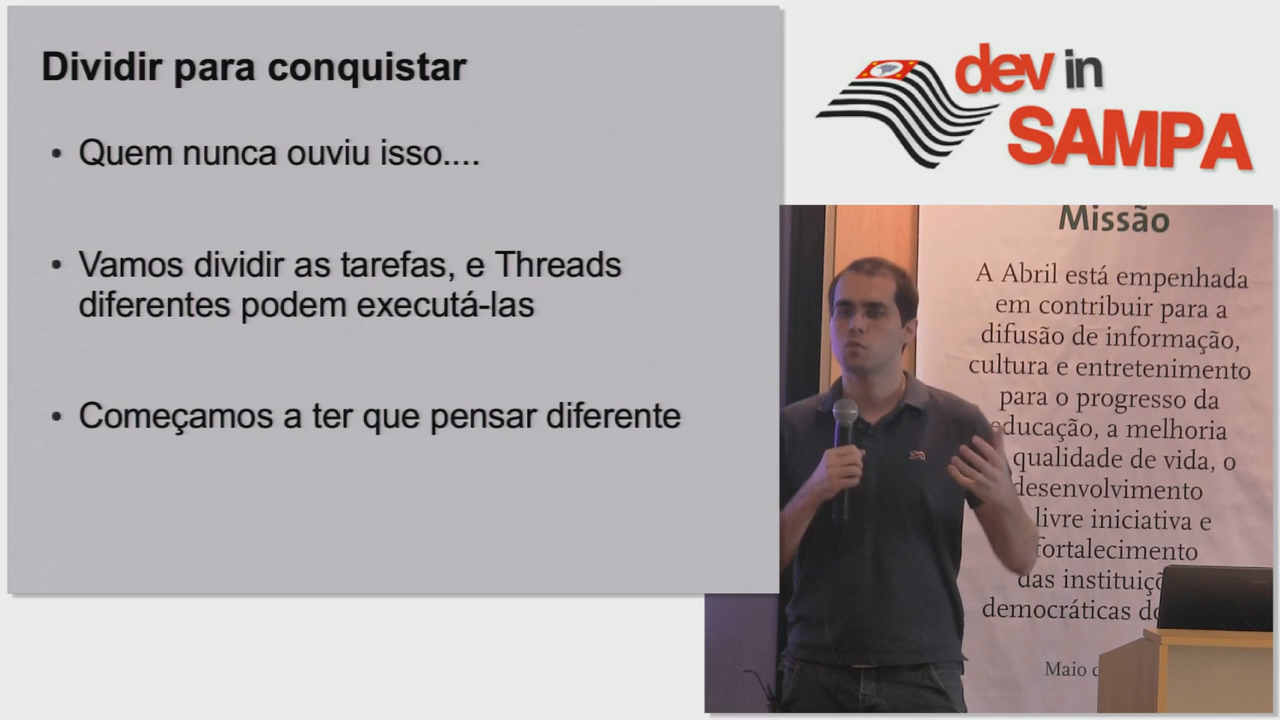 Dividir para conquistar
• Quem nunca ouviu isso....
• Vamos dividir as tarefas, e Threads
diferentes podem executá-las
• Começamos a ter que pensar diferente
dev in
SAMPA
Missão
A Abril está empenhada
em contribuir para a
difusão de informação,
cultura e entretenimento
para o progresso da
educação, a melhoria
qualidade de vida, o
desenvolvimento
livre iniciativa e
fortalecimento
das
democráticas
Maio